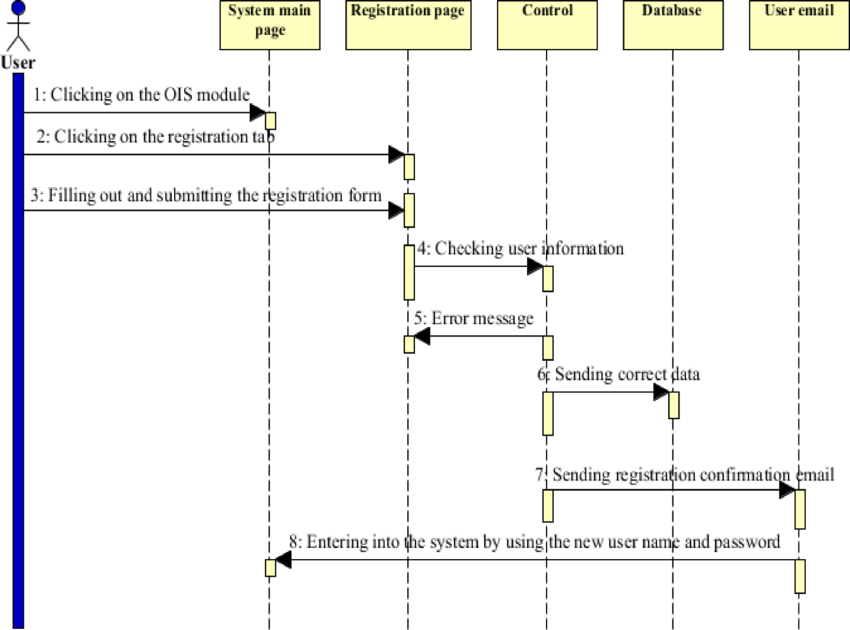 System main
page
Registration page
Control
Database
User email
User
1: Clicking on the OIS module
2: Clicking on the registration tab
3: Filling out and submitting the registration form
4: Checking user information
5: Error message
6: Sending correct data
7: Sending registration confirmation email
8: Entering into the system by using the new user name and password